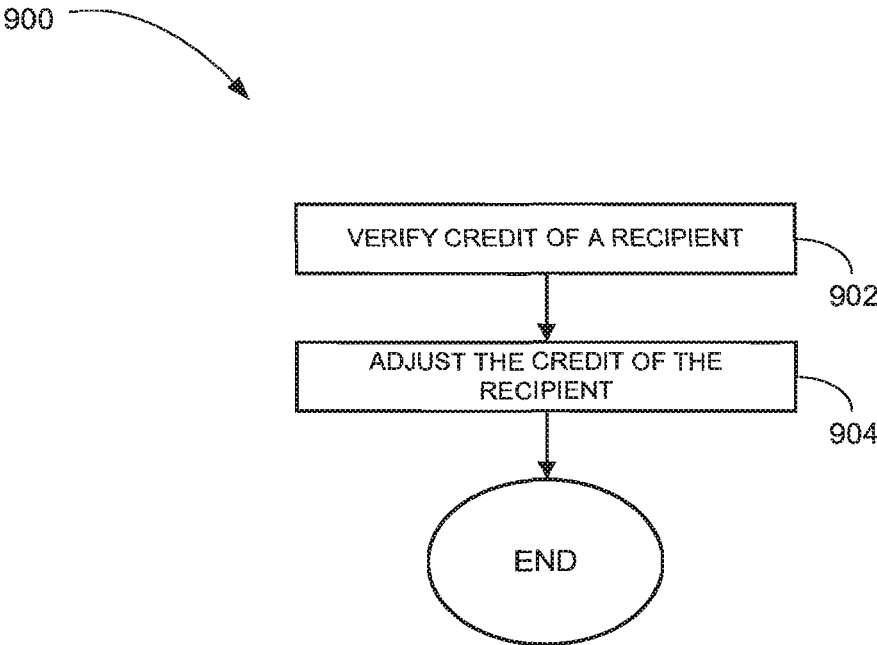 900
VERIFY CREDIT OF A RECIPIENT
902
ADJUST THE CREDIT OF THE
RECIPIENT
904
END